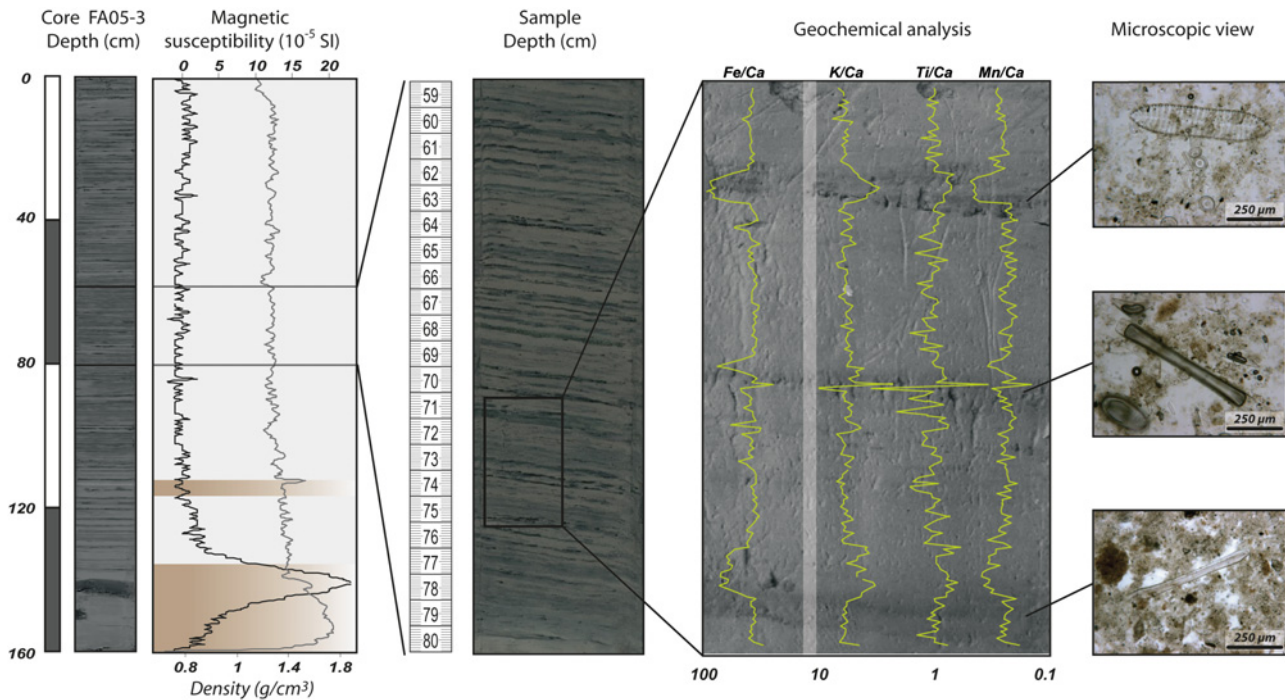 Core FA05-3
Depth (cm)
Magnetic
susceptibility (10⁻⁵ SI)
Sample
Depth (cm)
Geochemical analysis
Microscopic view
0 5 10 15 20
Fe/Ca K/Ca Ti/Ca Mn/Ca
0
40
80
120
160
59
60
61
62
63
64
65
66
67
68
69
70
71
72
73
74
75
76
77
78
79
80
250 µm
250 µm
250 µm
0.8 1 1.4 1.8
Density (g/cm³)
100 10 1 0.1